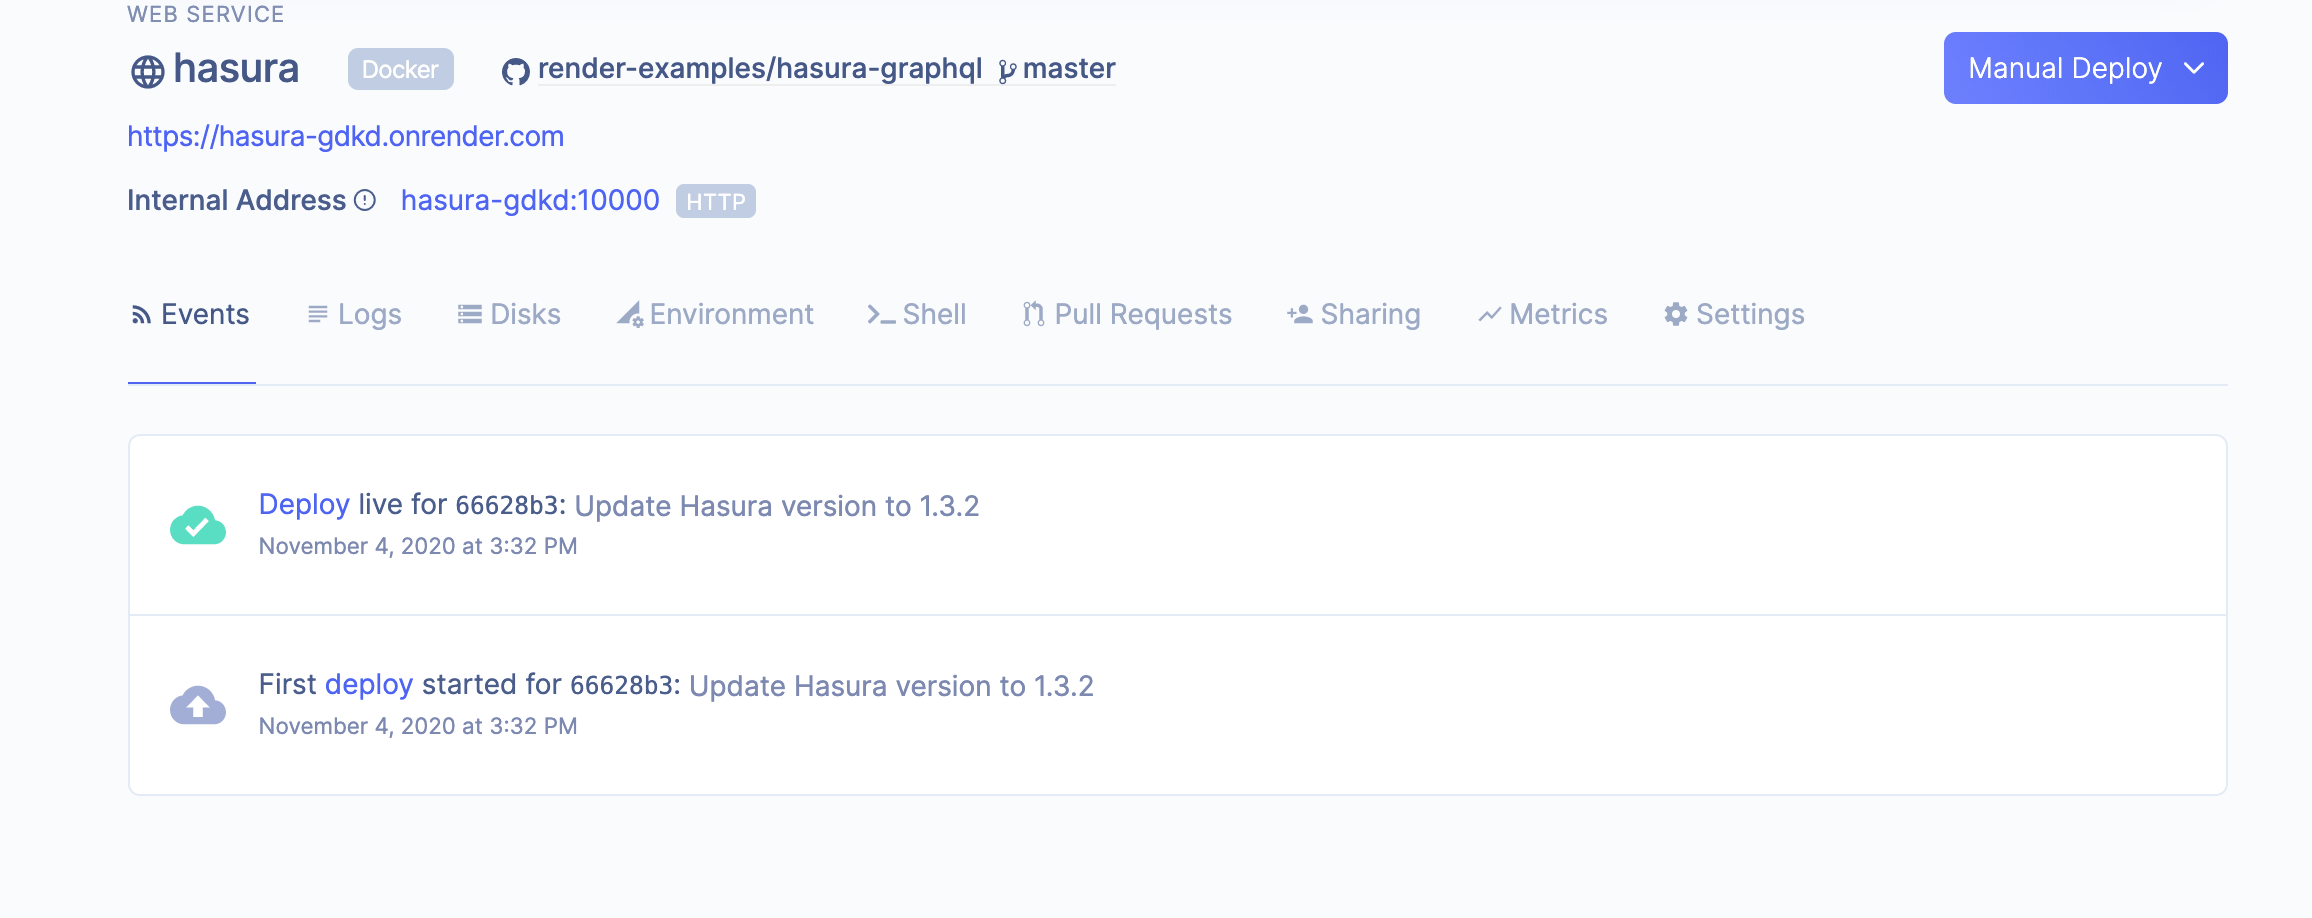 WEB SERVICE
hasura Docker render-examples/hasura-graphql master Manual Deploy
https://hasura-gdkd.onrender.com
Internal Address hasura-gdkd:10000 HTTP
Events Logs Disks Environment Shell Pull Requests Sharing Metrics Settings
Deploy live for 66628b3: Update Hasura version to 1.3.2
November 4, 2020 at 3:32 PM
First deploy started for 66628b3: Update Hasura version to 1.3.2
November 4, 2020 at 3:32 PM